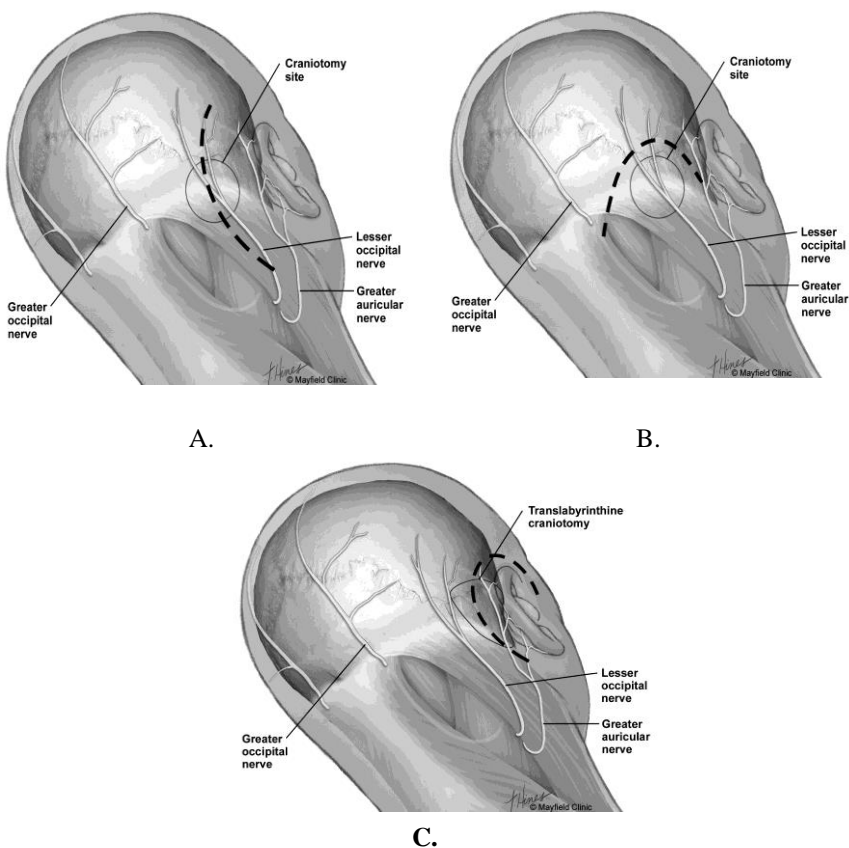 Craniotomy
site
Lesser
occipital
nerve
Greater
auricular
nerve
Greater
occipital
nerve
© Mayfield Clinic
A.
Craniotomy
site
Lesser
occipital
nerve
Greater
auricular
nerve
Greater
occipital
nerve
© Mayfield Clinic
B.
Translabyrinthine
craniotomy
Lesser
occipital
nerve
Greater
auricular
nerve
Greater
occipital
nerve
© Mayfield Clinic
C.